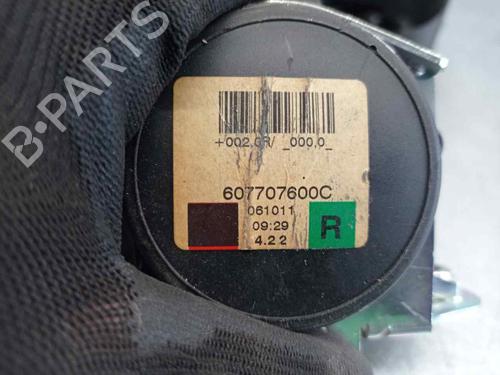 B-PARTS
+002,0R/ _000,0_
607707600C
061011
09:29
4.2 2
R